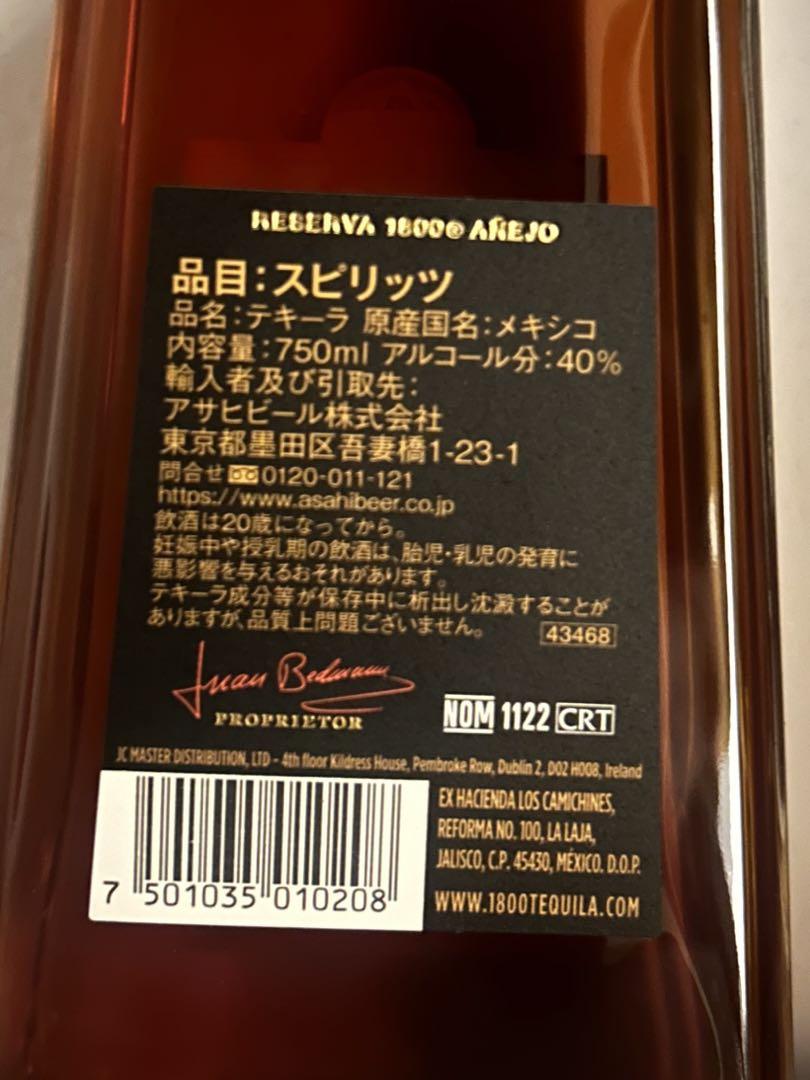 RESERVA 1800® AÑEJO
品目:スピリッツ
品名:テキーラ 原産国名:メキシコ
内容量:750ml アルコール分:40%
輸入者及び引取先:
アサヒビール株式会社
東京都墨田区吾妻橋1-23-1
問合せ 0120-011-121
https://www.asahibeer.co.jp
飲酒は20歳になってから。
妊娠中や授乳期の飲酒は、胎児・乳児の発育に
悪影響を与えるおそれがあります。
テキーラ成分等が保存中に析出し沈澱することが
ありますが、品質上問題ございません。
43468
Juan Beckmann
PROPRIETOR
NOM 1122 CRT
JC MASTER DISTRIBUTION, LTD - 4th floor Kildress House, Pembroke Row, Dublin 2, D02 H008, Ireland
EX HACIENDA LOS CAMICHINES,
REFORMA NO. 100, LA LAJA,
JALISCO, C.P. 45430, MÉXICO. D.O.P.
WWW.1800TEQUILA.COM
7 501035 010208